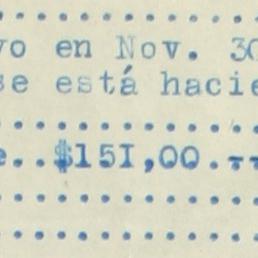 vo en Nov. 30
se está hacie
e..$151,00.--